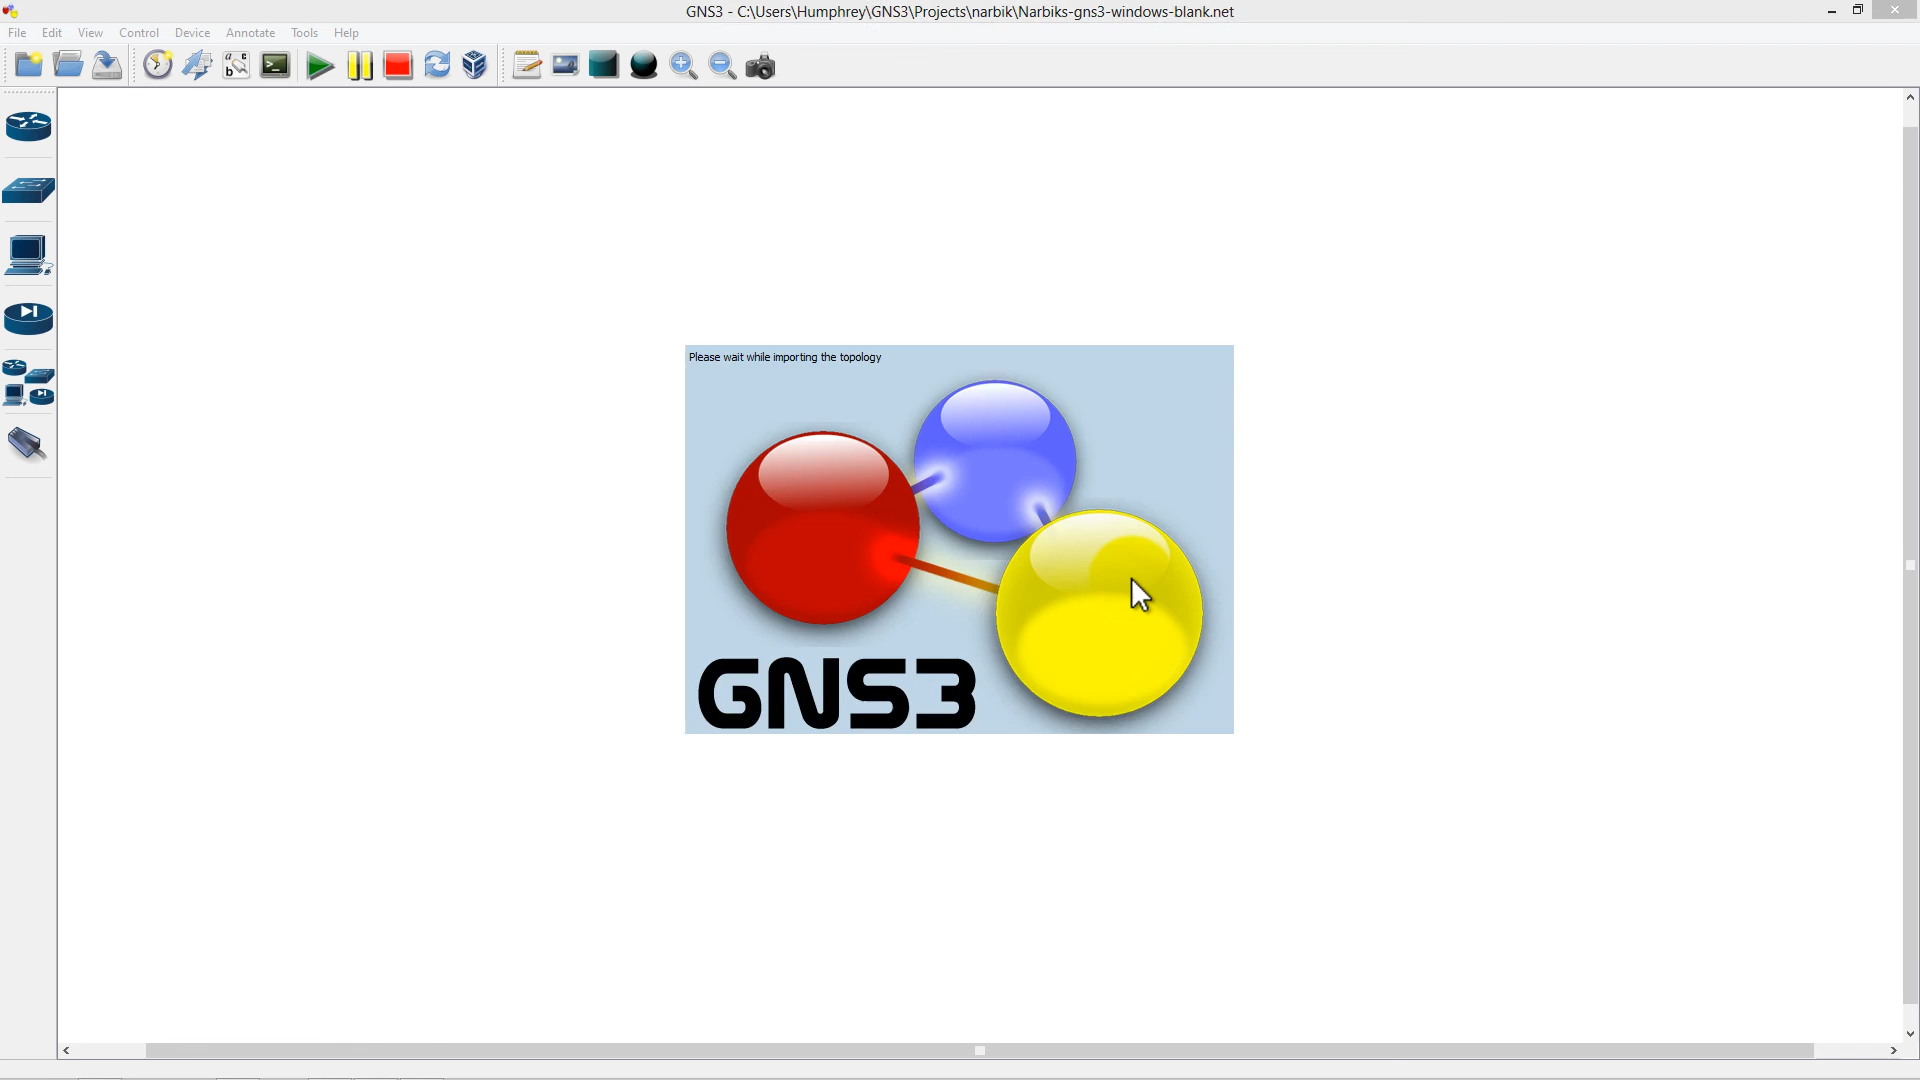 GNS3 - C:\Users\Humphrey\GNS3\Projects\narbik\Narbiks-gns3-windows-blank.net
File Edit View Control Device Annotate Tools Help
a c
b
>_
Please wait while importing the topology
GNS3